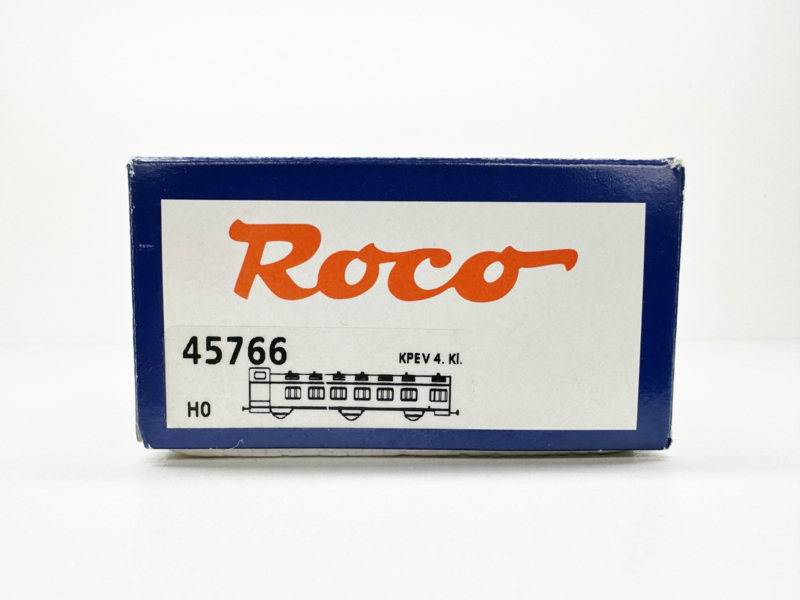 Roco
45766
KPEV 4. Kl.
H0